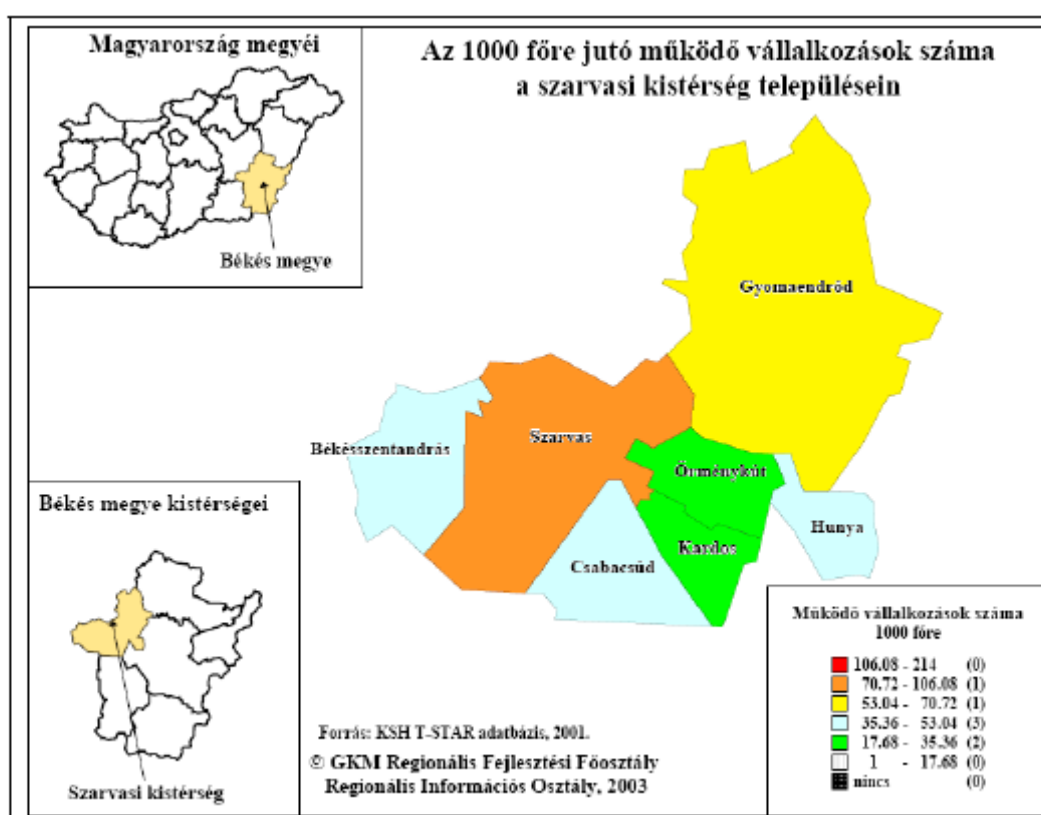 Magyarország megyéi
Békés megye
Az 1000 főre jutó működő vállalkozások száma
a szarvasi kistérség településein
Gyomaendrőd
Békésszentandrás
Szarvas
Örménykút
Hunya
Kardos
Csabacsűd
Békés megye kistérségei
Szarvasi kistérség
Forrás: KSH T-STAR adatbázis, 2001.
© GKM Regionális Fejlesztési Főosztály
Regionális Információs Osztály, 2003
Működő vállalkozások száma
1000 főre
106.08 - 214 (0)
70.72 - 106.08 (1)
53.04 - 70.72 (1)
35.36 - 53.04 (3)
17.68 - 35.36 (2)
1 - 17.68 (0)
nincs (0)